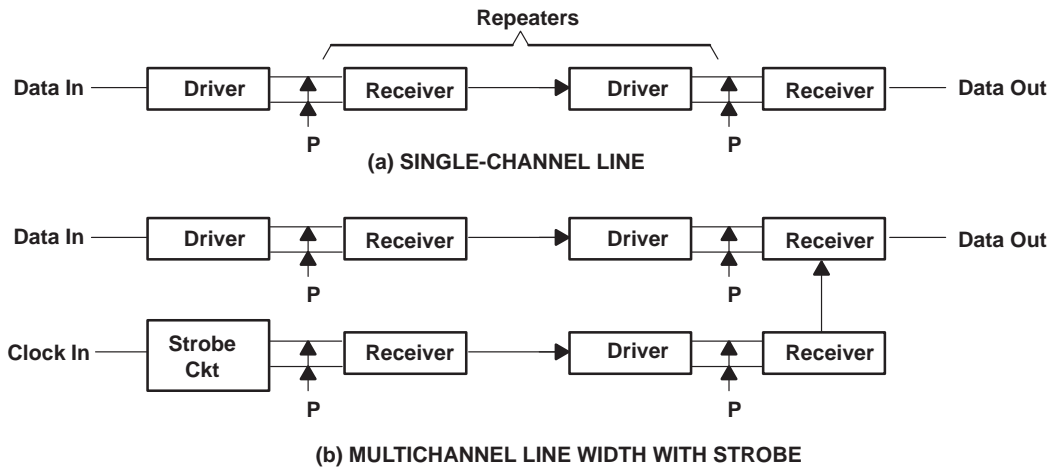 Repeaters
Data In Driver Receiver Driver Receiver Data Out
P P
(a) SINGLE-CHANNEL LINE
Data In Driver Receiver Driver Receiver Data Out
P P
Clock In Strobe Ckt Receiver Driver Receiver
P P
(b) MULTICHANNEL LINE WIDTH WITH STROBE